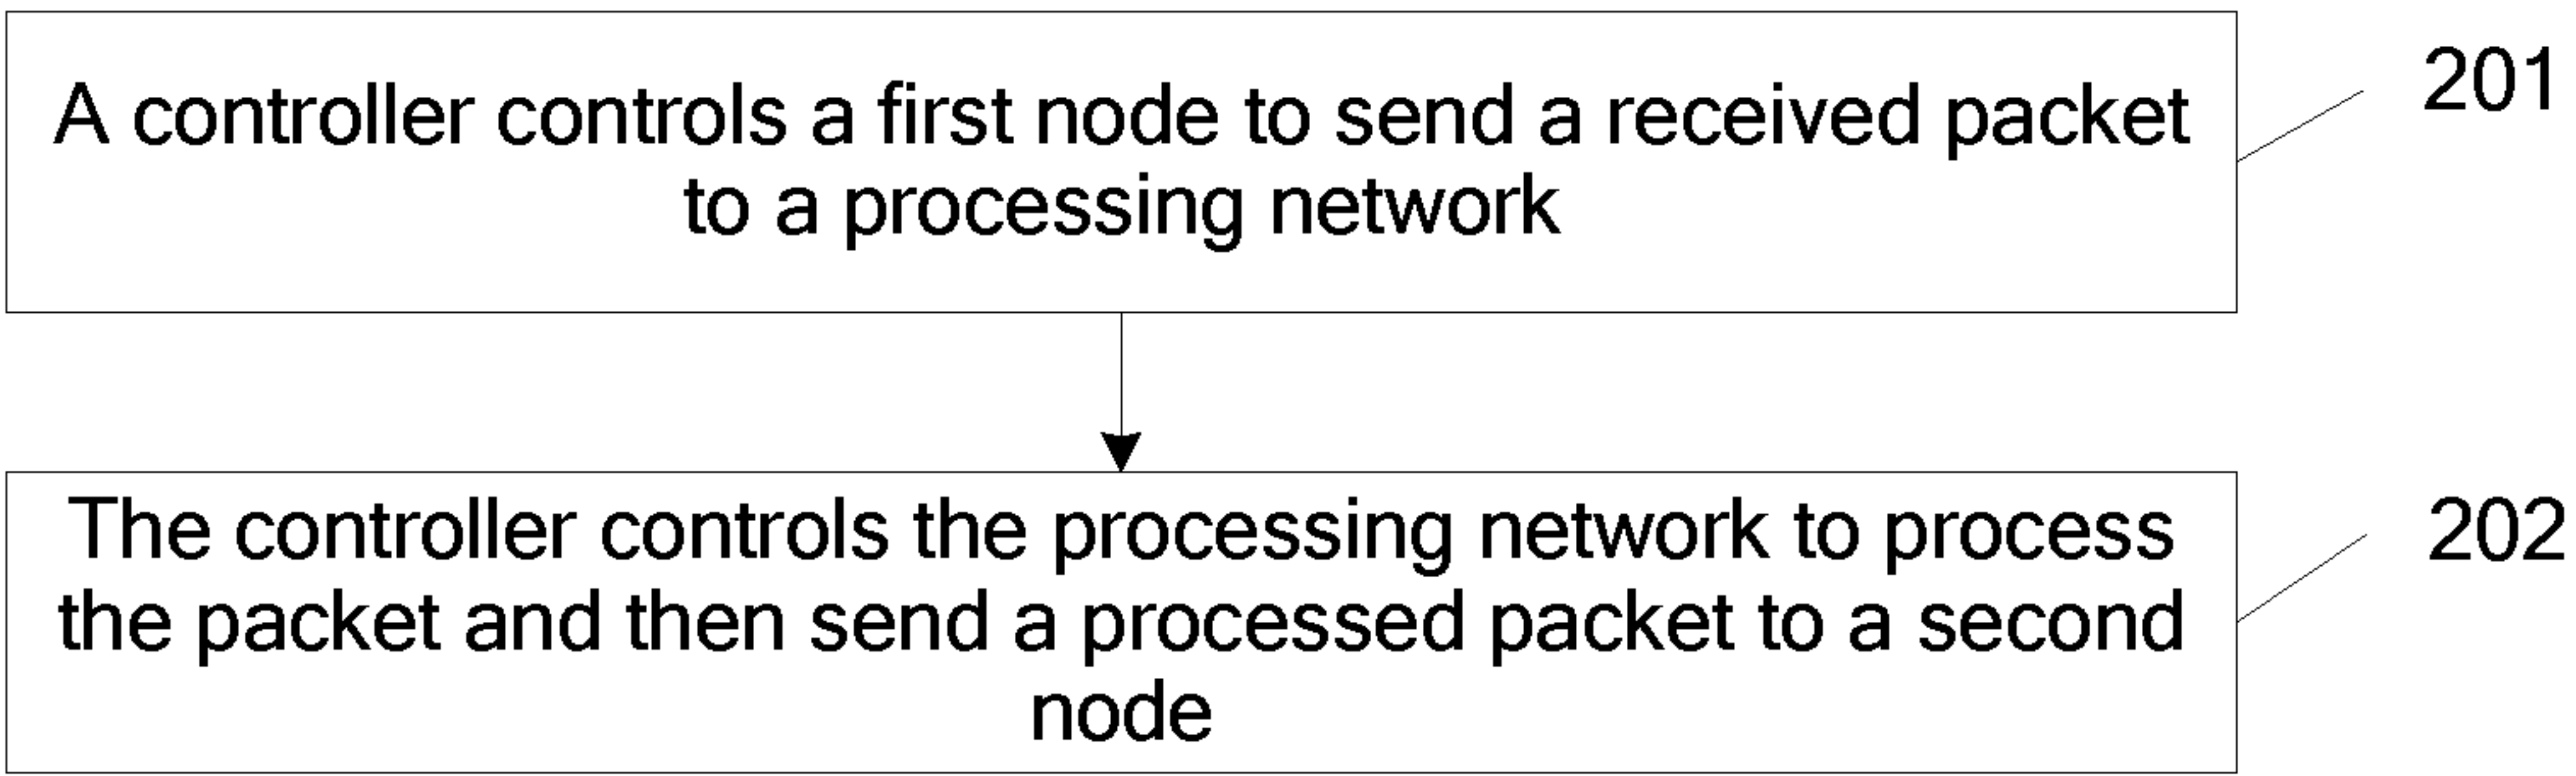 A controller controls a first node to send a received packet
to a processing network
201
The controller controls the processing network to process
the packet and then send a processed packet to a second
node
202